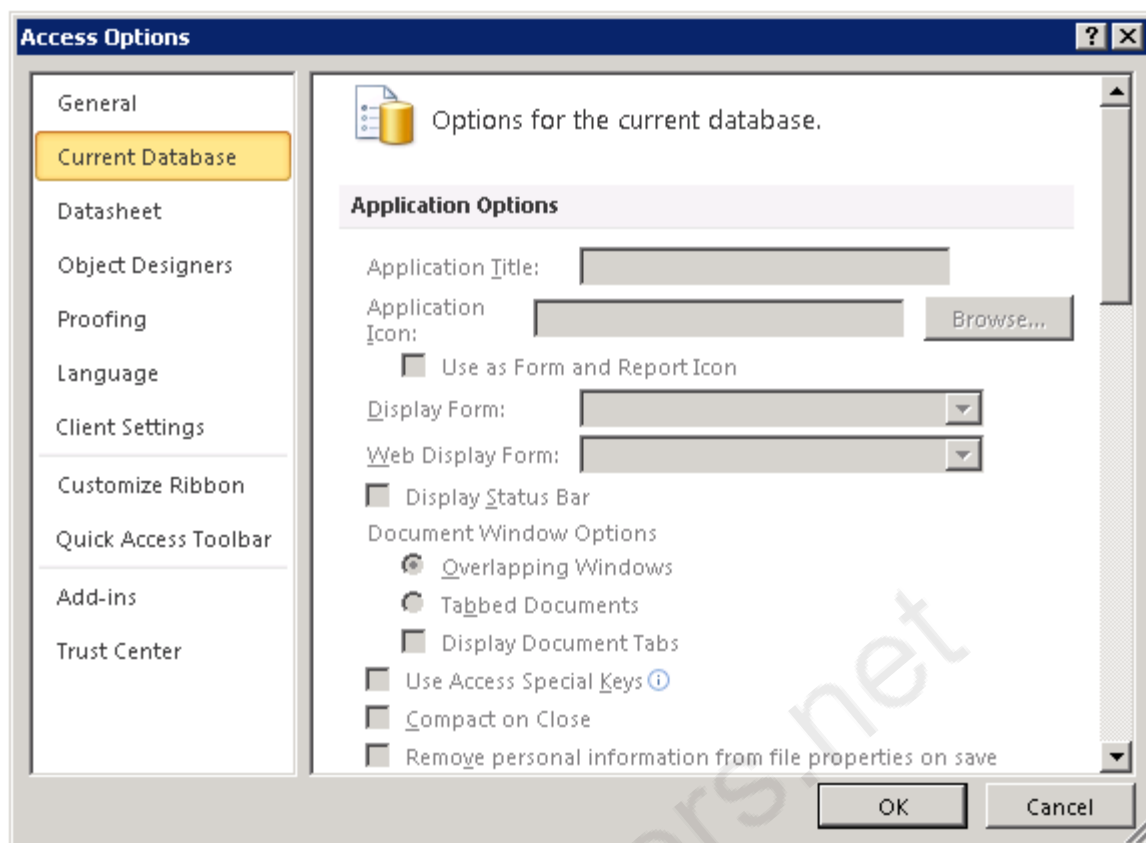 Access Options
General
Current Database
Datasheet
Object Designers
Proofing
Language
Client Settings
Customize Ribbon
Quick Access Toolbar
Add-ins
Trust Center
Options for the current database.
Application Options
Application Title:
Application
Icon:
Browse...
Use as Form and Report Icon
Display Form:
Web Display Form:
Display Status Bar
Document Window Options
Overlapping Windows
Tabbed Documents
Display Document Tabs
Use Access Special Keys
Compact on Close
Remove personal information from file properties on save
OK Cancel
ers.net